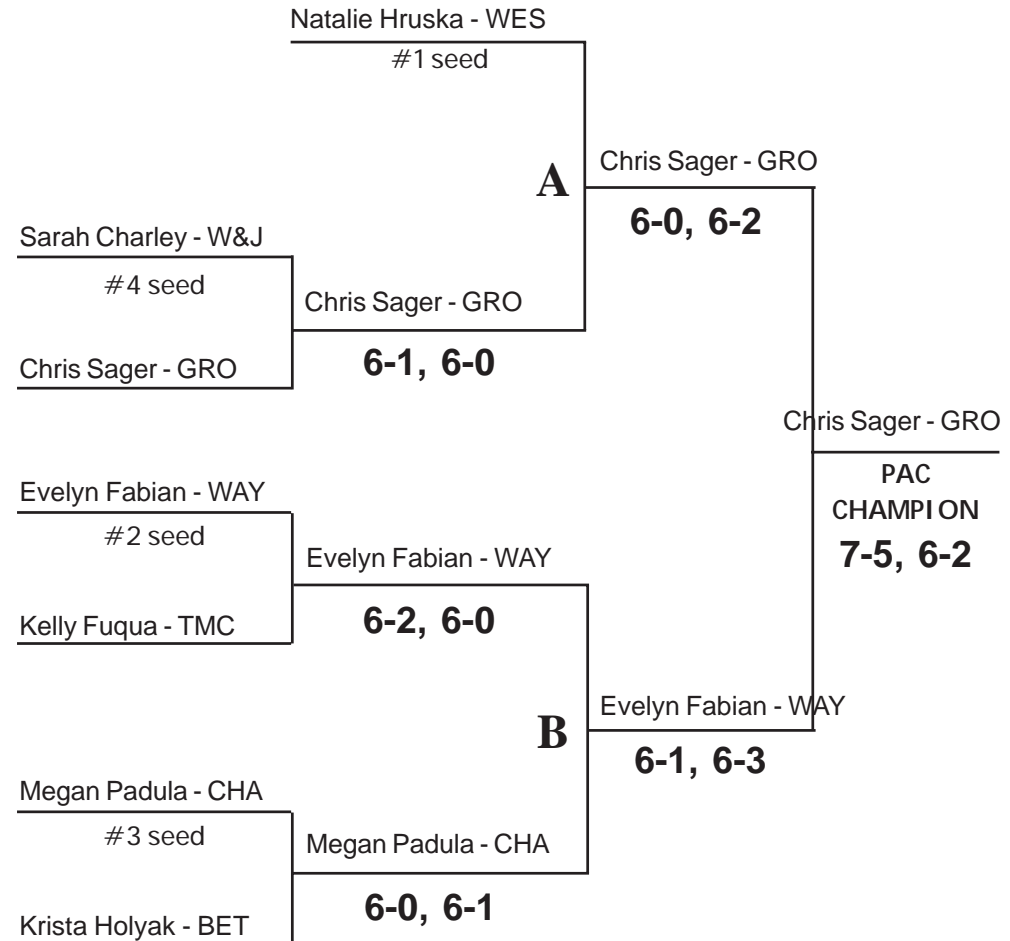 Natalie Hruska - WES
#1 seed
A
Chris Sager - GRO
6-0, 6-2
Sarah Charley - W&J
#4 seed
Chris Sager - GRO
6-1, 6-0
Chris Sager - GRO
Chris Sager - GRO
PAC
CHAMPION
7-5, 6-2
Evelyn Fabian - WAY
#2 seed
Evelyn Fabian - WAY
6-2, 6-0
Kelly Fuqua - TMC
B
Evelyn Fabian - WAY
6-1, 6-3
Megan Padula - CHA
#3 seed
Megan Padula - CHA
6-0, 6-1
Krista Holyak - BET